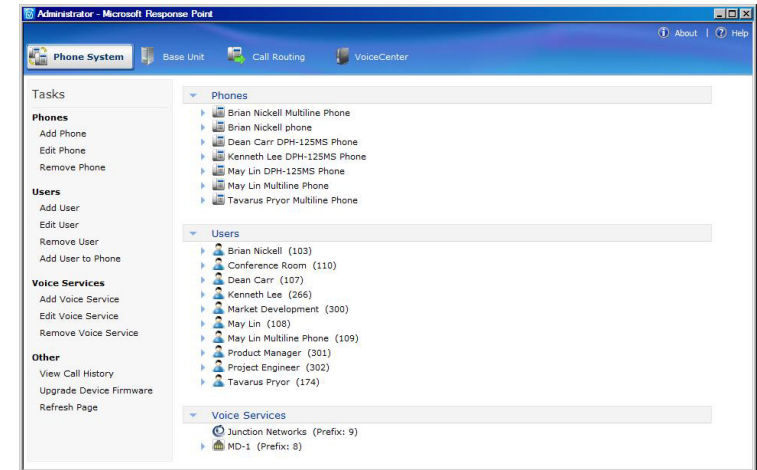 Administrator - Microsoft Response Point
About | Help
Phone System Base Unit Call Routing VoiceCenter
Tasks
Phones
Add Phone
Edit Phone
Remove Phone
Users
Add User
Edit User
Remove User
Add User to Phone
Voice Services
Add Voice Service
Edit Voice Service
Remove Voice Service
Other
View Call History
Upgrade Device Firmware
Refresh Page
Phones
Brian Nickell Multiline Phone
Brian Nickell phone
Dean Carr DPH-125MS Phone
Kenneth Lee DPH-125MS Phone
May Lin DPH-125MS Phone
May Lin Multiline Phone
Tavarus Pryor Multiline Phone
Users
Brian Nickell (103)
Conference Room (110)
Dean Carr (107)
Kenneth Lee (266)
Market Development (300)
May Lin (108)
May Lin Multiline Phone (109)
Product Manager (301)
Project Engineer (302)
Tavarus Pryor (174)
Voice Services
Junction Networks (Prefix: 9)
MD-1 (Prefix: 8)